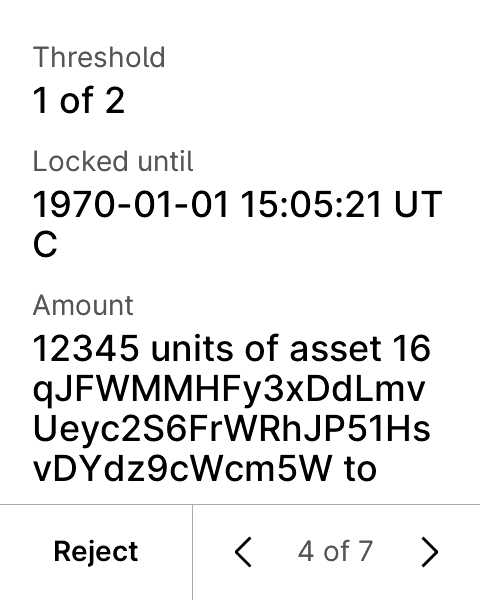 Threshold
1 of 2
Locked until
1970-01-01 15:05:21 UT
C
Amount
12345 units of asset 16
qJFWMMHFy3xDdLmv
Ueyc2S6FrWRhJP51Hs
vDYdz9cWcm5W to
Reject
4 of 7